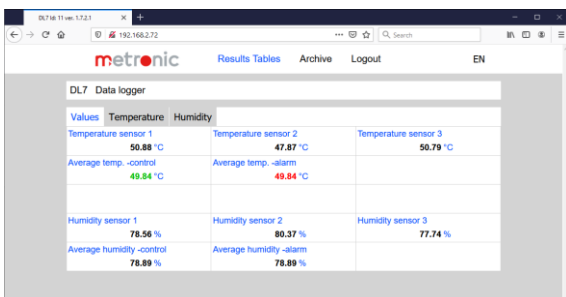 DL7 lab 11 ver. 1.7.2.1
192.168.2.72
Search
metronic Results Tables Archive Logout EN
DL7 Data logger
Values Temperature Humidity
Temperature sensor 1 Temperature sensor 2 Temperature sensor 3
50.88 °C 47.87 °C 50.79 °C
Average temp. -control Average temp. -alarm
49.84 °C 49.84 °C
Humidity sensor 1 Humidity sensor 2 Humidity sensor 3
78.56 % 80.37 % 77.74 %
Average humidity -control Average humidity -alarm
78.89 % 78.89 %